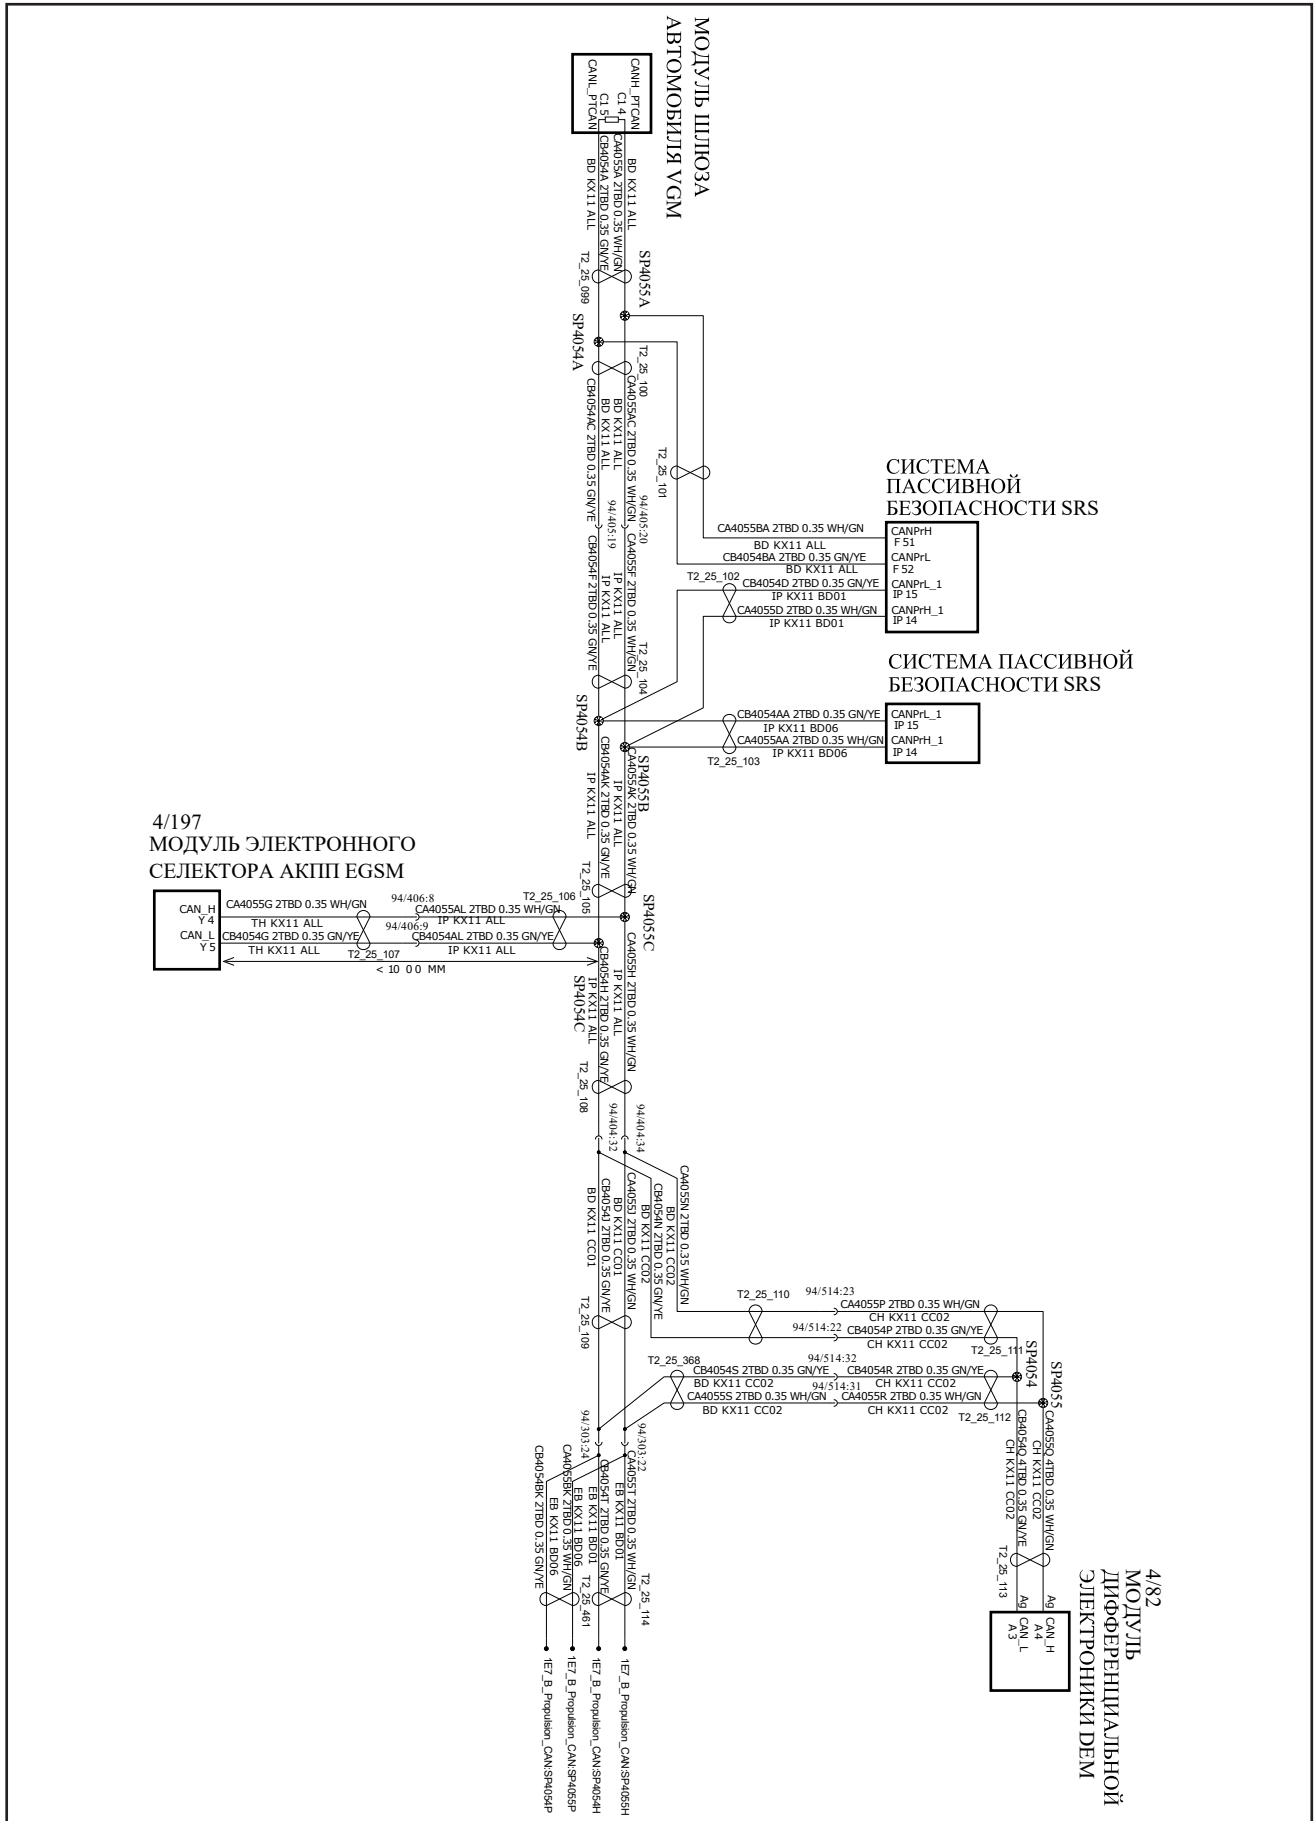 МОДУЛЬ ШЛЮЗА
АВТОМОБИЛЯ VGM
CANH_PTCAN
C1 4
C1 5
CANL_PTCAN
BD KX11 ALL
CA4055A 2TBD 0.35 WH/GN
CB4054A 2TBD 0.35 GN/YE
BD KX11 ALL
T2_25_099
SP4055A
SP4054A
T2_25_100
CA4055AC 2TBD 0.35 WH/GN
BD KX11 ALL
BD KX11 ALL
CB4054AC 2TBD 0.35 GN/YE
T2_25_101
94/405:20
94/405:19
СИСТЕМА
ПАССИВНОЙ
БЕЗОПАСНОСТИ SRS
CA4055BA 2TBD 0.35 WH/GN
BD KX11 ALL
CB4054BA 2TBD 0.35 GN/YE
BD KX11 ALL
T2_25_102
CB4054D 2TBD 0.35 GN/YE
IP KX11 BD01
CA4055D 2TBD 0.35 WH/GN
IP KX11 BD01
CANPrH
F 51
CANPrL
F 52
CANPrL_1
IP 15
CANPrH_1
IP 14
CA4055F 2TBD 0.35 WH/GN
IP KX11 ALL
IP KX11 ALL
CB4054F 2TBD 0.35 GN/YE
T2_25_104
СИСТЕМА ПАССИВНОЙ
БЕЗОПАСНОСТИ SRS
SP4054B
CB4054AA 2TBD 0.35 GN/YE
IP KX11 BD06
CA4055AA 2TBD 0.35 WH/GN
IP KX11 BD06
T2_25_103
CANPrL_1
IP 15
CANPrH_1
IP 14
SP4055B
CA4055AK 2TBD 0.35 WH/GN
IP KX11 ALL
CB4054AK 2TBD 0.35 GN/YE
IP KX11 ALL
T2_25_105
4/197
МОДУЛЬ ЭЛЕКТРОННОГО
СЕЛЕКТОРА АКПП EGSM
CAN_H
Y 4
CAN_L
Y 5
CA4055G 2TBD 0.35 WH/GN
TH KX11 ALL
CB4054G 2TBD 0.35 GN/YE
TH KX11 ALL
94/406:8
94/406:9
T2_25_106
CA4055AL 2TBD 0.35 WH/GN
IP KX11 ALL
CB4054AL 2TBD 0.35 GN/YE
IP KX11 ALL
T2_25_107
< 10 0 0 MM
SP4055C
SP4054C
CA4055H 2TBD 0.35 WH/GN
IP KX11 ALL
CB4054H 2TBD 0.35 GN/YE
IP KX11 ALL
T2_25_108
94/404:34
94/404:32
CA4055N 2TBD 0.35 WH/GN
BD KX11 CC02
CB4054N 2TBD 0.35 GN/YE
BD KX11 CC02
CA4055J 2TBD 0.35 WH/GN
BD KX11 CC01
CB4054J 2TBD 0.35 GN/YE
BD KX11 CC01
T2_25_109
T2_25_110
94/514:23
CA4055P 2TBD 0.35 WH/GN
CH KX11 CC02
94/514:22
CB4054P 2TBD 0.35 GN/YE
CH KX11 CC02
T2_25_111
T2_25_368
94/514:32
CB4054S 2TBD 0.35 GN/YE
BD KX11 CC02
CB4054R 2TBD 0.35 GN/YE
CH KX11 CC02
94/514:31
CA4055S 2TBD 0.35 WH/GN
BD KX11 CC02
CA4055R 2TBD 0.35 WH/GN
CH KX11 CC02
T2_25_112
SP4054
SP4055
CA4055Q 4TBD 0.35 WH/GN
CH KX11 CC02
CB4054Q 4TBD 0.35 GN/YE
CH KX11 CC02
T2_25_113
Ag
Ag
CAN_H
A 4
CAN_L
A 3
4/82
МОДУЛЬ
ДИФФЕРЕНЦИАЛЬНОЙ
ЭЛЕКТРОНИКИ DEM
94/303:22
94/303:24
CA4055T 2TBD 0.35 WH/GN
EB KX11 BD01
CB4054T 2TBD 0.35 GN/YE
EB KX11 BD01
EB KX11 BD06
CA4055BK 2TBD 0.35 WH/GN
EB KX11 BD06
CB4054BK 2TBD 0.35 GN/YE
T2_25_114
T2_25_461
1E7_B_Propulsion_CAN:SP4055H
1E7_B_Propulsion_CAN:SP4054H
1E7_B_Propulsion_CAN:SP4055P
1E7_B_Propulsion_CAN:SP4054P